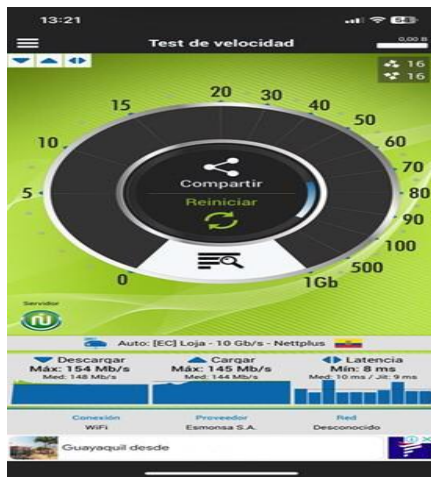 13:21
64
Test de velocidad
0,00 B
16
16
0
5
10
15
20
30
40
50
60
70
80
90
100
500
1Gb
Compartir
Reiniciar
Servidor
Auto: [EC] Loja - 10 Gb/s - Nettplus
Descargar
Máx: 154 Mb/s
Med: 148 Mb/s
Cargar
Máx: 145 Mb/s
Med: 144 Mb/s
Latencia
Mín: 8 ms
Med: 10 ms / Jit: 9 ms
Conexión
WiFi
Proveedor
Esmonsa S.A.
Red
Desconocido
Guayaquil desde